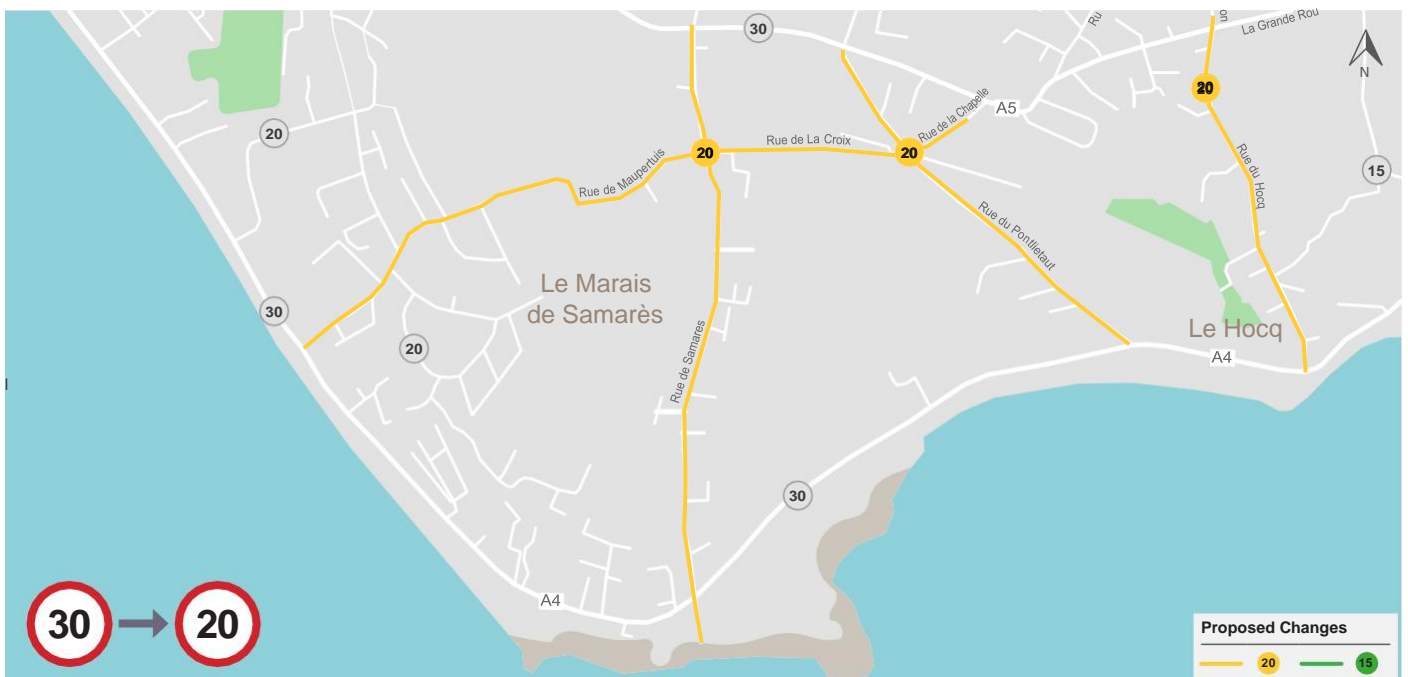 30
La Grande Rou
on
Ru
N
20
A5
20
Rue de la Chapelle
Rue de La Croix
20
20
Rue de Maupertuis
15
Rue du Hocq
Rue du Pontlietaut
Le Marais
de Samarès
30
Le Hocq
20
A4
Rue de Samares
30
A4
30
20
Proposed Changes
20
15